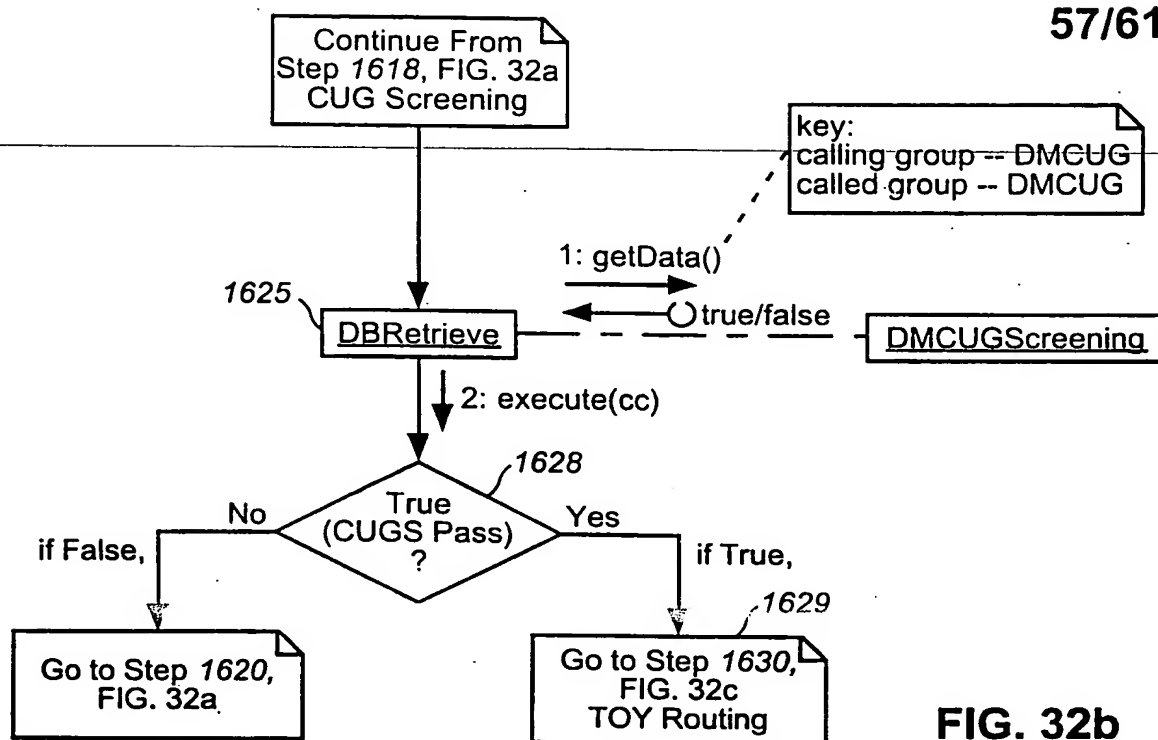 57/61
Continue From
Step 1618, FIG. 32a
CUG Screening
key:
calling group -- DMCUG
called group -- DMCUG
1: getData()
true/false
1625
DBRetrieve
DMCUGScreening
2: execute(cc)
1628
True
(CUGS Pass)
?
No
Yes
if False,
if True,
1629
Go to Step 1620,
FIG. 32a
Go to Step 1630,
FIG. 32c
TOY Routing
FIG. 32b